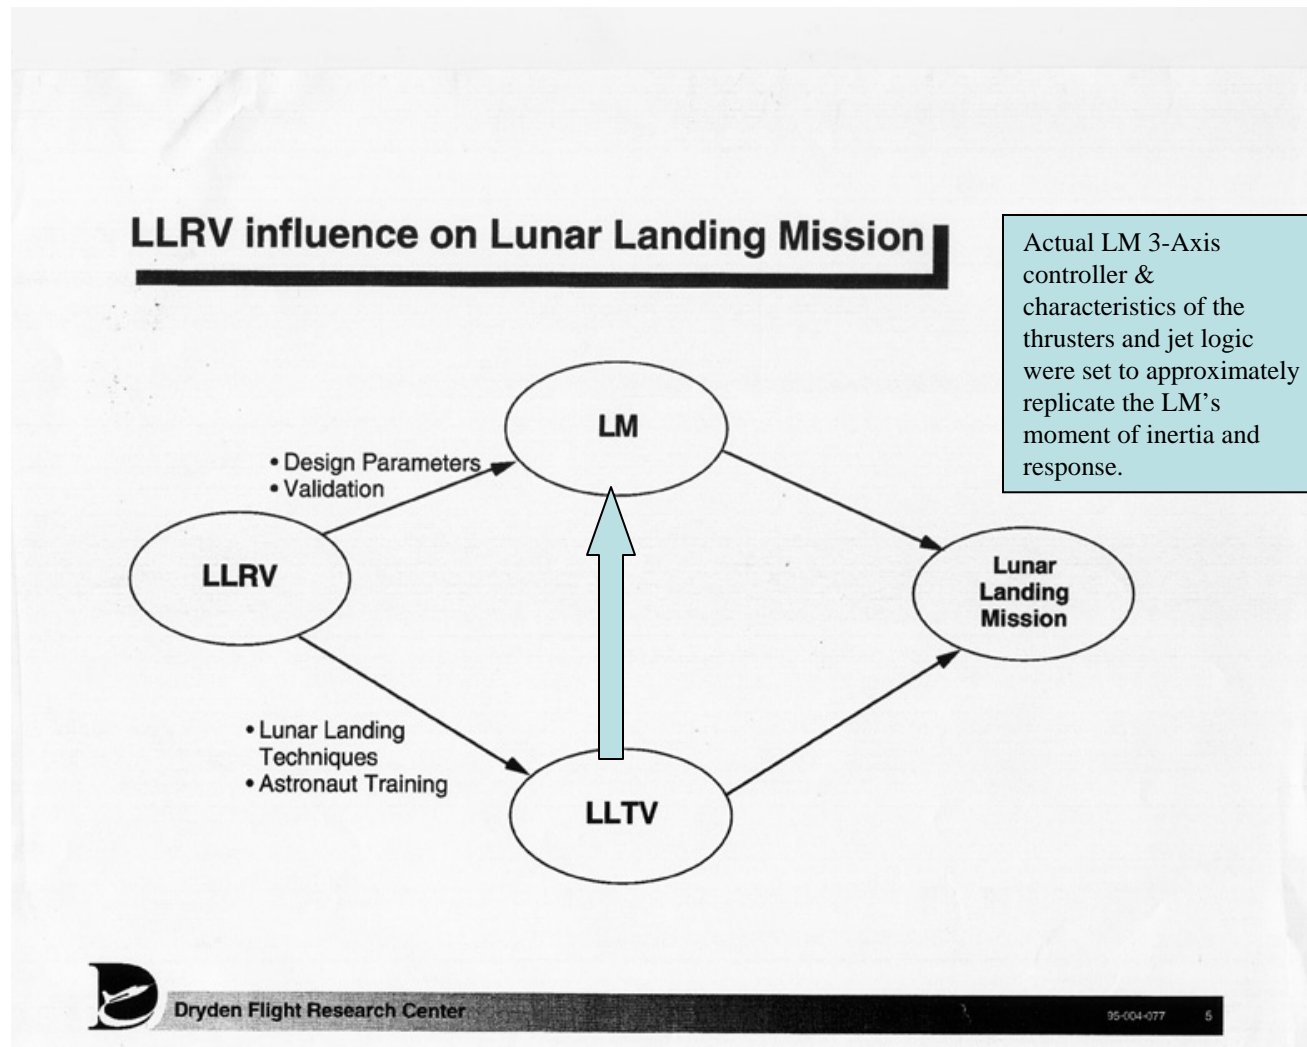 LLRV influence on Lunar Landing Mission
Actual LM 3-Axis
controller &
characteristics of the
thrusters and jet logic
were set to approximately
replicate the LM's
moment of inertia and
response.
LM
• Design Parameters
• Validation
LLRV
Lunar
Landing
Mission
• Lunar Landing
Techniques
• Astronaut Training
LLTV
Dryden Flight Research Center
95-004-077
5